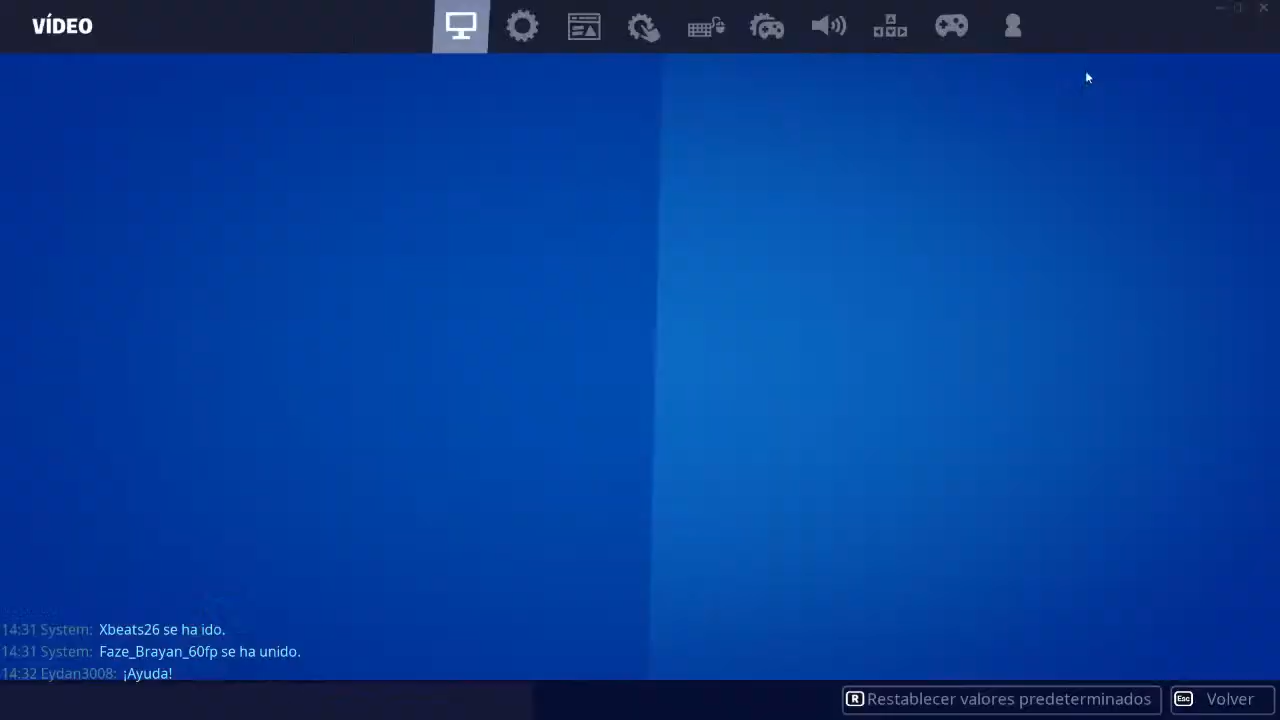 VÍDEO
14:31 System: Xbeats26 se ha ido.
14:31 System: Faze_Brayan_60fp se ha unido.
14:32 Eydan3008: ¡Ayuda!
R Restablecer valores predeterminados
Esc Volver